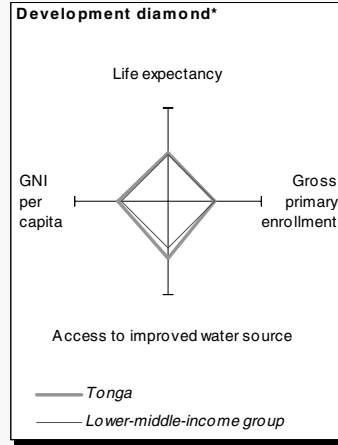 Development diamond*
Life expectancy
GNI
per
capita
Gross
primary
enrollment
Access to improved water source
Tonga
Lower-middle-income group